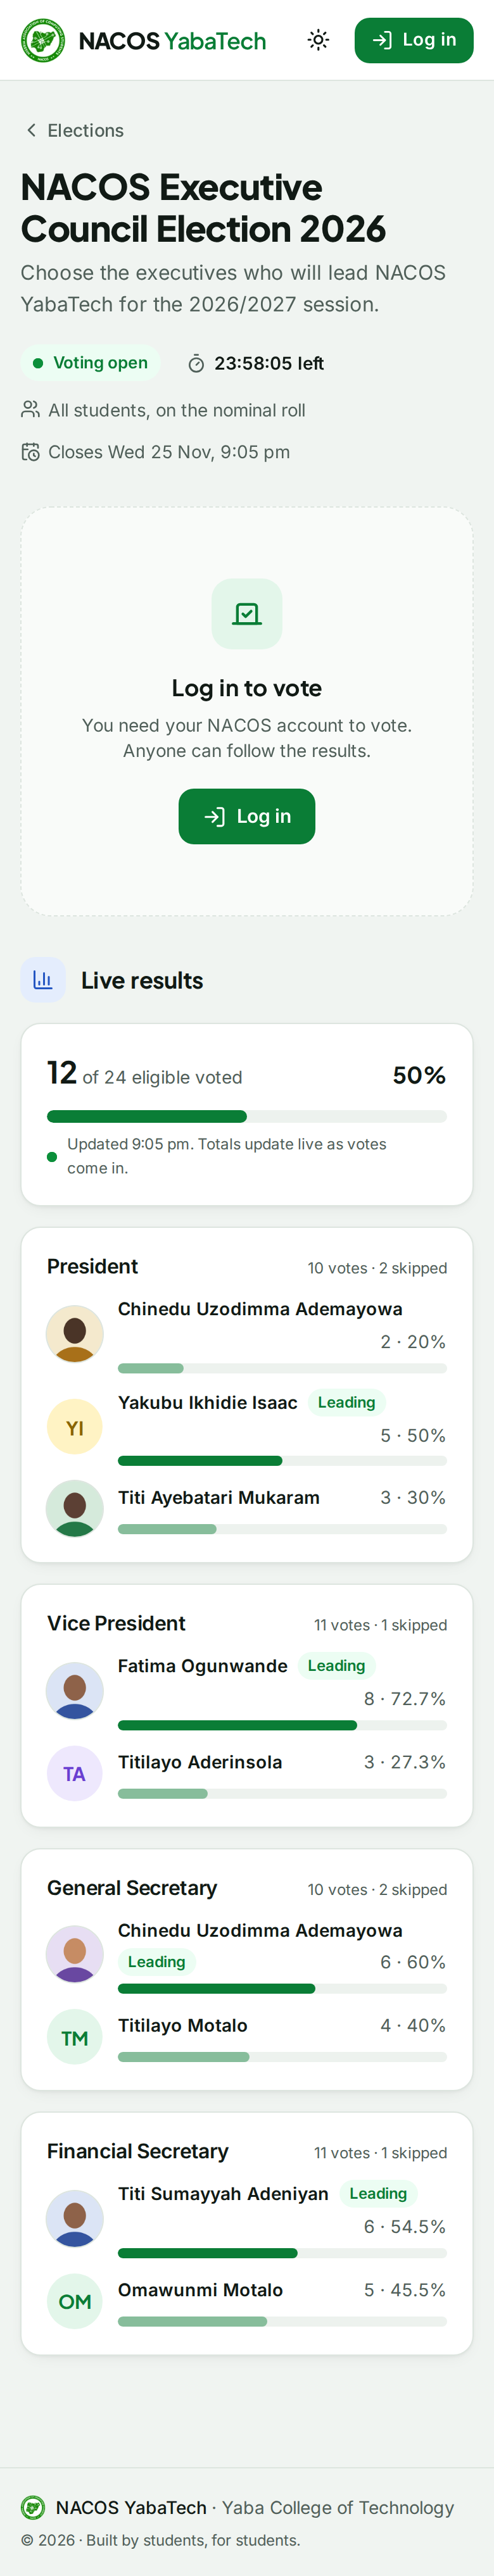 NACOS YabaTech
Log in
Elections
NACOS Executive
Council Election 2026
Choose the executives who will lead NACOS
YabaTech for the 2026/2027 session.
Voting open
23:58:05 left
All students, on the nominal roll
Closes Wed 25 Nov, 9:05 pm
Log in to vote
You need your NACOS account to vote.
Anyone can follow the results.
Log in
Live results
12 of 24 eligible voted 50%
Updated 9:05 pm. Totals update live as votes
come in.
President 10 votes · 2 skipped
Chinedu Uzodimma Ademayowa
2 · 20%
YI
Yakubu Ikhidie Isaac Leading
5 · 50%
Titi Ayebatari Mukaram 3 · 30%
Vice President 11 votes · 1 skipped
Fatima Ogunwande Leading
8 · 72.7%
TA
Titilayo Aderinsola 3 · 27.3%
General Secretary 10 votes · 2 skipped
Chinedu Uzodimma Ademayowa
Leading 6 · 60%
TM
Titilayo Motalo 4 · 40%
Financial Secretary 11 votes · 1 skipped
Titi Sumayyah Adeniyan Leading
6 · 54.5%
OM
Omawunmi Motalo 5 · 45.5%
NACOS YabaTech · Yaba College of Technology
© 2026 · Built by students, for students.